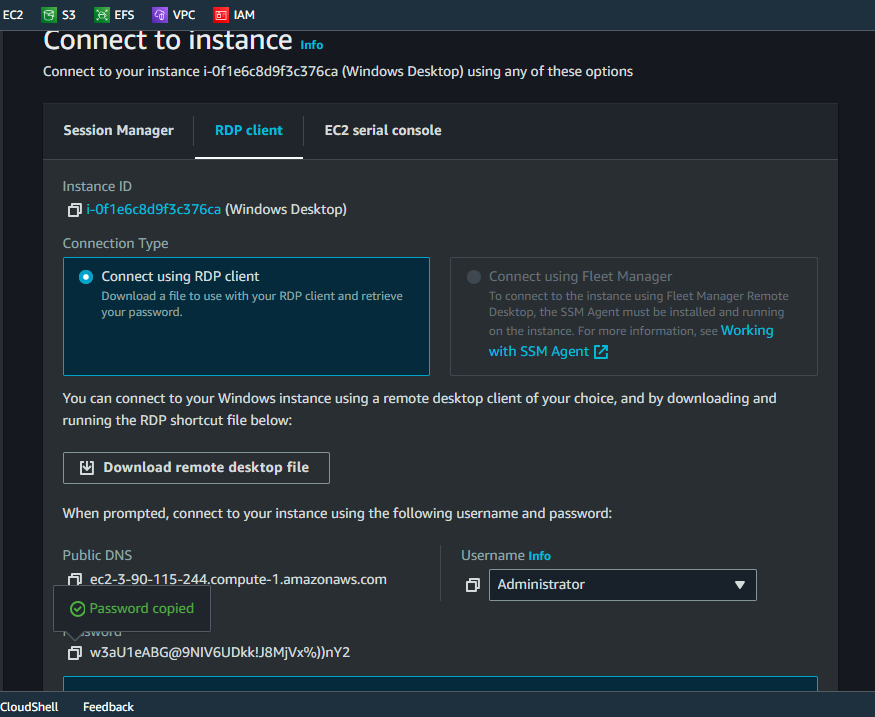 EC2 S3 EFS VPC IAM
Connect to instance Info
Connect to your instance i-0f1e6c8d9f3c376ca (Windows Desktop) using any of these options
Session Manager RDP client EC2 serial console
Instance ID
i-0f1e6c8d9f3c376ca (Windows Desktop)
Connection Type
Connect using RDP client
Download a file to use with your RDP client and retrieve
your password.
Connect using Fleet Manager
To connect to the instance using Fleet Manager Remote
Desktop, the SSM Agent must be installed and running
on the instance. For more information, see Working
with SSM Agent
You can connect to your Windows instance using a remote desktop client of your choice, and by downloading and
running the RDP shortcut file below:
Download remote desktop file
When prompted, connect to your instance using the following username and password:
Public DNS
ec2-3-90-115-244.compute-1.amazonaws.com
Username Info
Administrator
Password copied
Password
w3aU1eABG@9NIV6UDkk!J8MjVx%))nY2
CloudShell Feedback